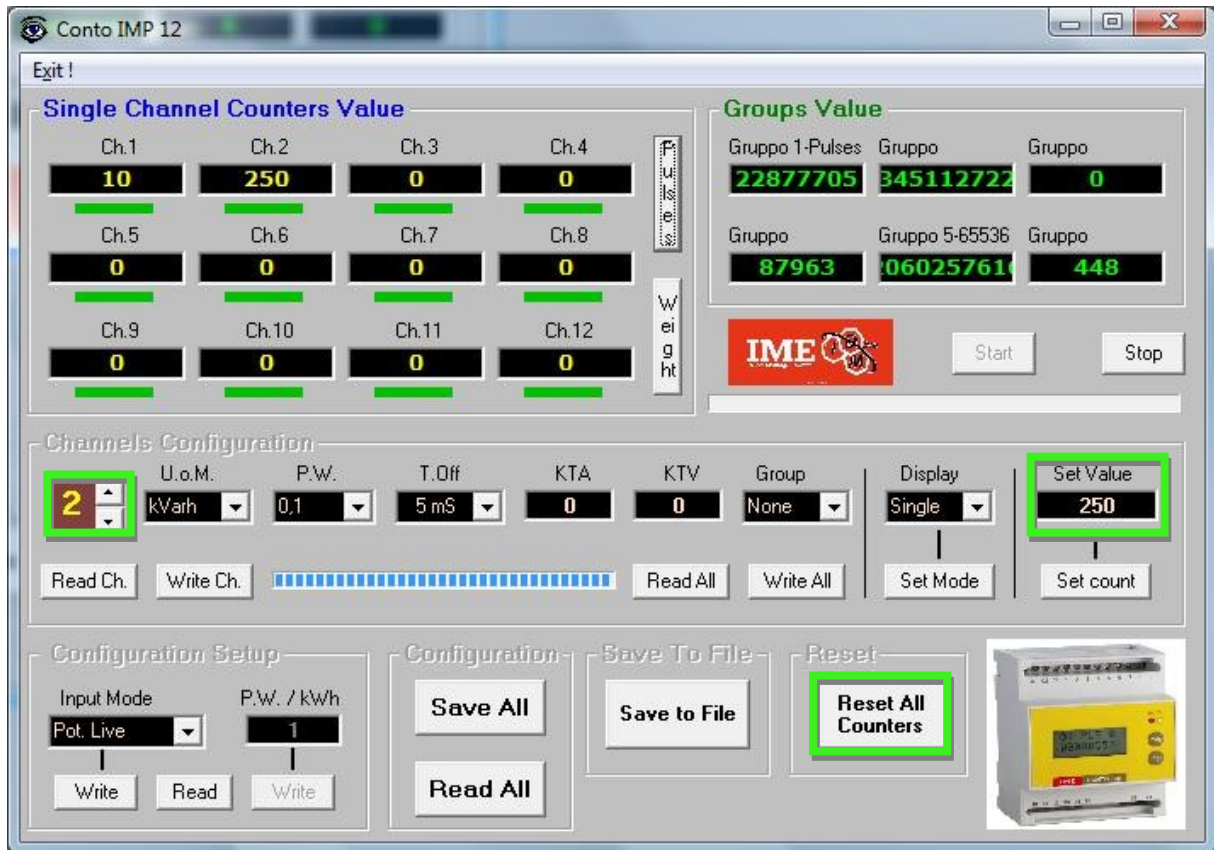 Conto IMP 12
Exit !
Single Channel Counters Value
Ch.1 Ch.2 Ch.3 Ch.4
10 250 0 0
Ch.5 Ch.6 Ch.7 Ch.8
0 0 0 0
Ch.9 Ch.10 Ch.11 Ch.12
0 0 0 0
Pulses
Weight
Groups Value
Gruppo 1-Pulses Gruppo Gruppo
22877705 345112722 0
Gruppo Gruppo 5-65536 Gruppo
87963 448
IME
Start Stop
Channels Configuration
U.o.M. P.W. T.Off KTA KTV Group Display Set Value
2 kVarh 0,1 5 mS 0 0 None Single 250
Read Ch. Write Ch. Read All Write All Set Mode Set count
Configuration Setup
Input Mode P.W. / kWh
Pot. Live 1
Write Read Write
Configuration
Save All
Read All
Save To File
Save to File
Reset
Reset All
Counters